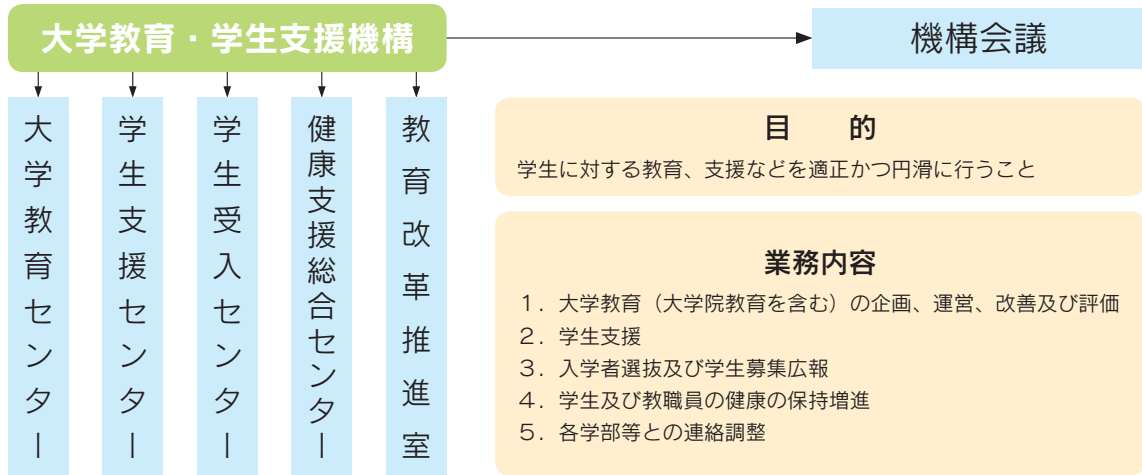 大学教育・学生支援機構
機構会議
大学教育センター
学生支援センター
学生受入センター
健康支援総合センター
教育改革推進室
目　的
学生に対する教育、支援などを適正かつ円滑に行うこと
業務内容
１．大学教育（大学院教育を含む）の企画、運営、改善及び評価
２．学生支援
３．入学者選抜及び学生募集広報
４．学生及び教職員の健康の保持増進
５．各学部等との連絡調整